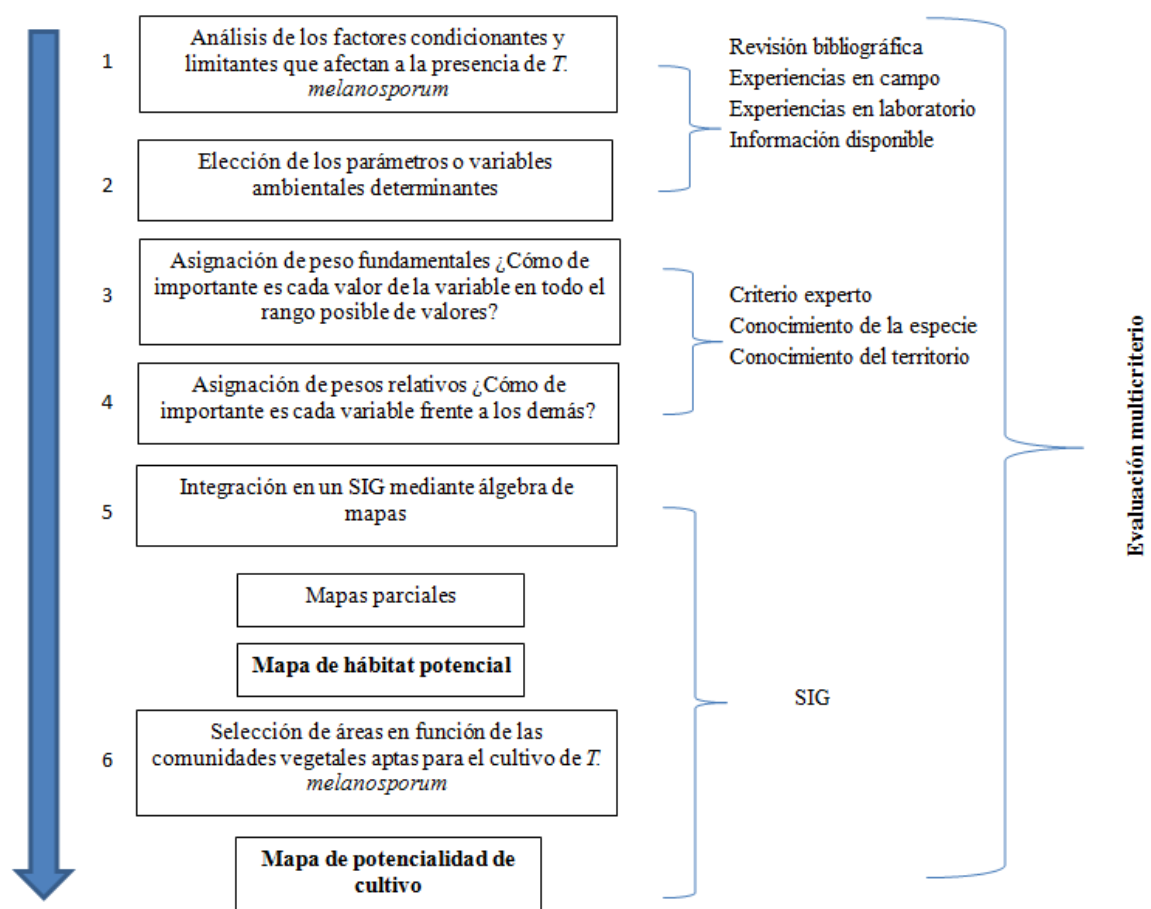 1
Análisis de los factores condicionantes y
limitantes que afectan a la presencia de T.
melanosporum
2
Elección de los parámetros o variables
ambientales determinantes
Revisión bibliográfica
Experiencias en campo
Experiencias en laboratorio
Información disponible
3
Asignación de peso fundamentales ¿Cómo de
importante es cada valor de la variable en todo el
rango posible de valores?
4
Asignación de pesos relativos ¿Cómo de
importante es cada variable frente a los demás?
Criterio experto
Conocimiento de la especie
Conocimiento del territorio
5
Integración en un SIG mediante álgebra de
mapas
Mapas parciales
Mapa de hábitat potencial
6
Selección de áreas en función de las
comunidades vegetales aptas para el cultivo de T.
melanosporum
Mapa de potencialidad de
cultivo
SIG
Evaluación multicriterio